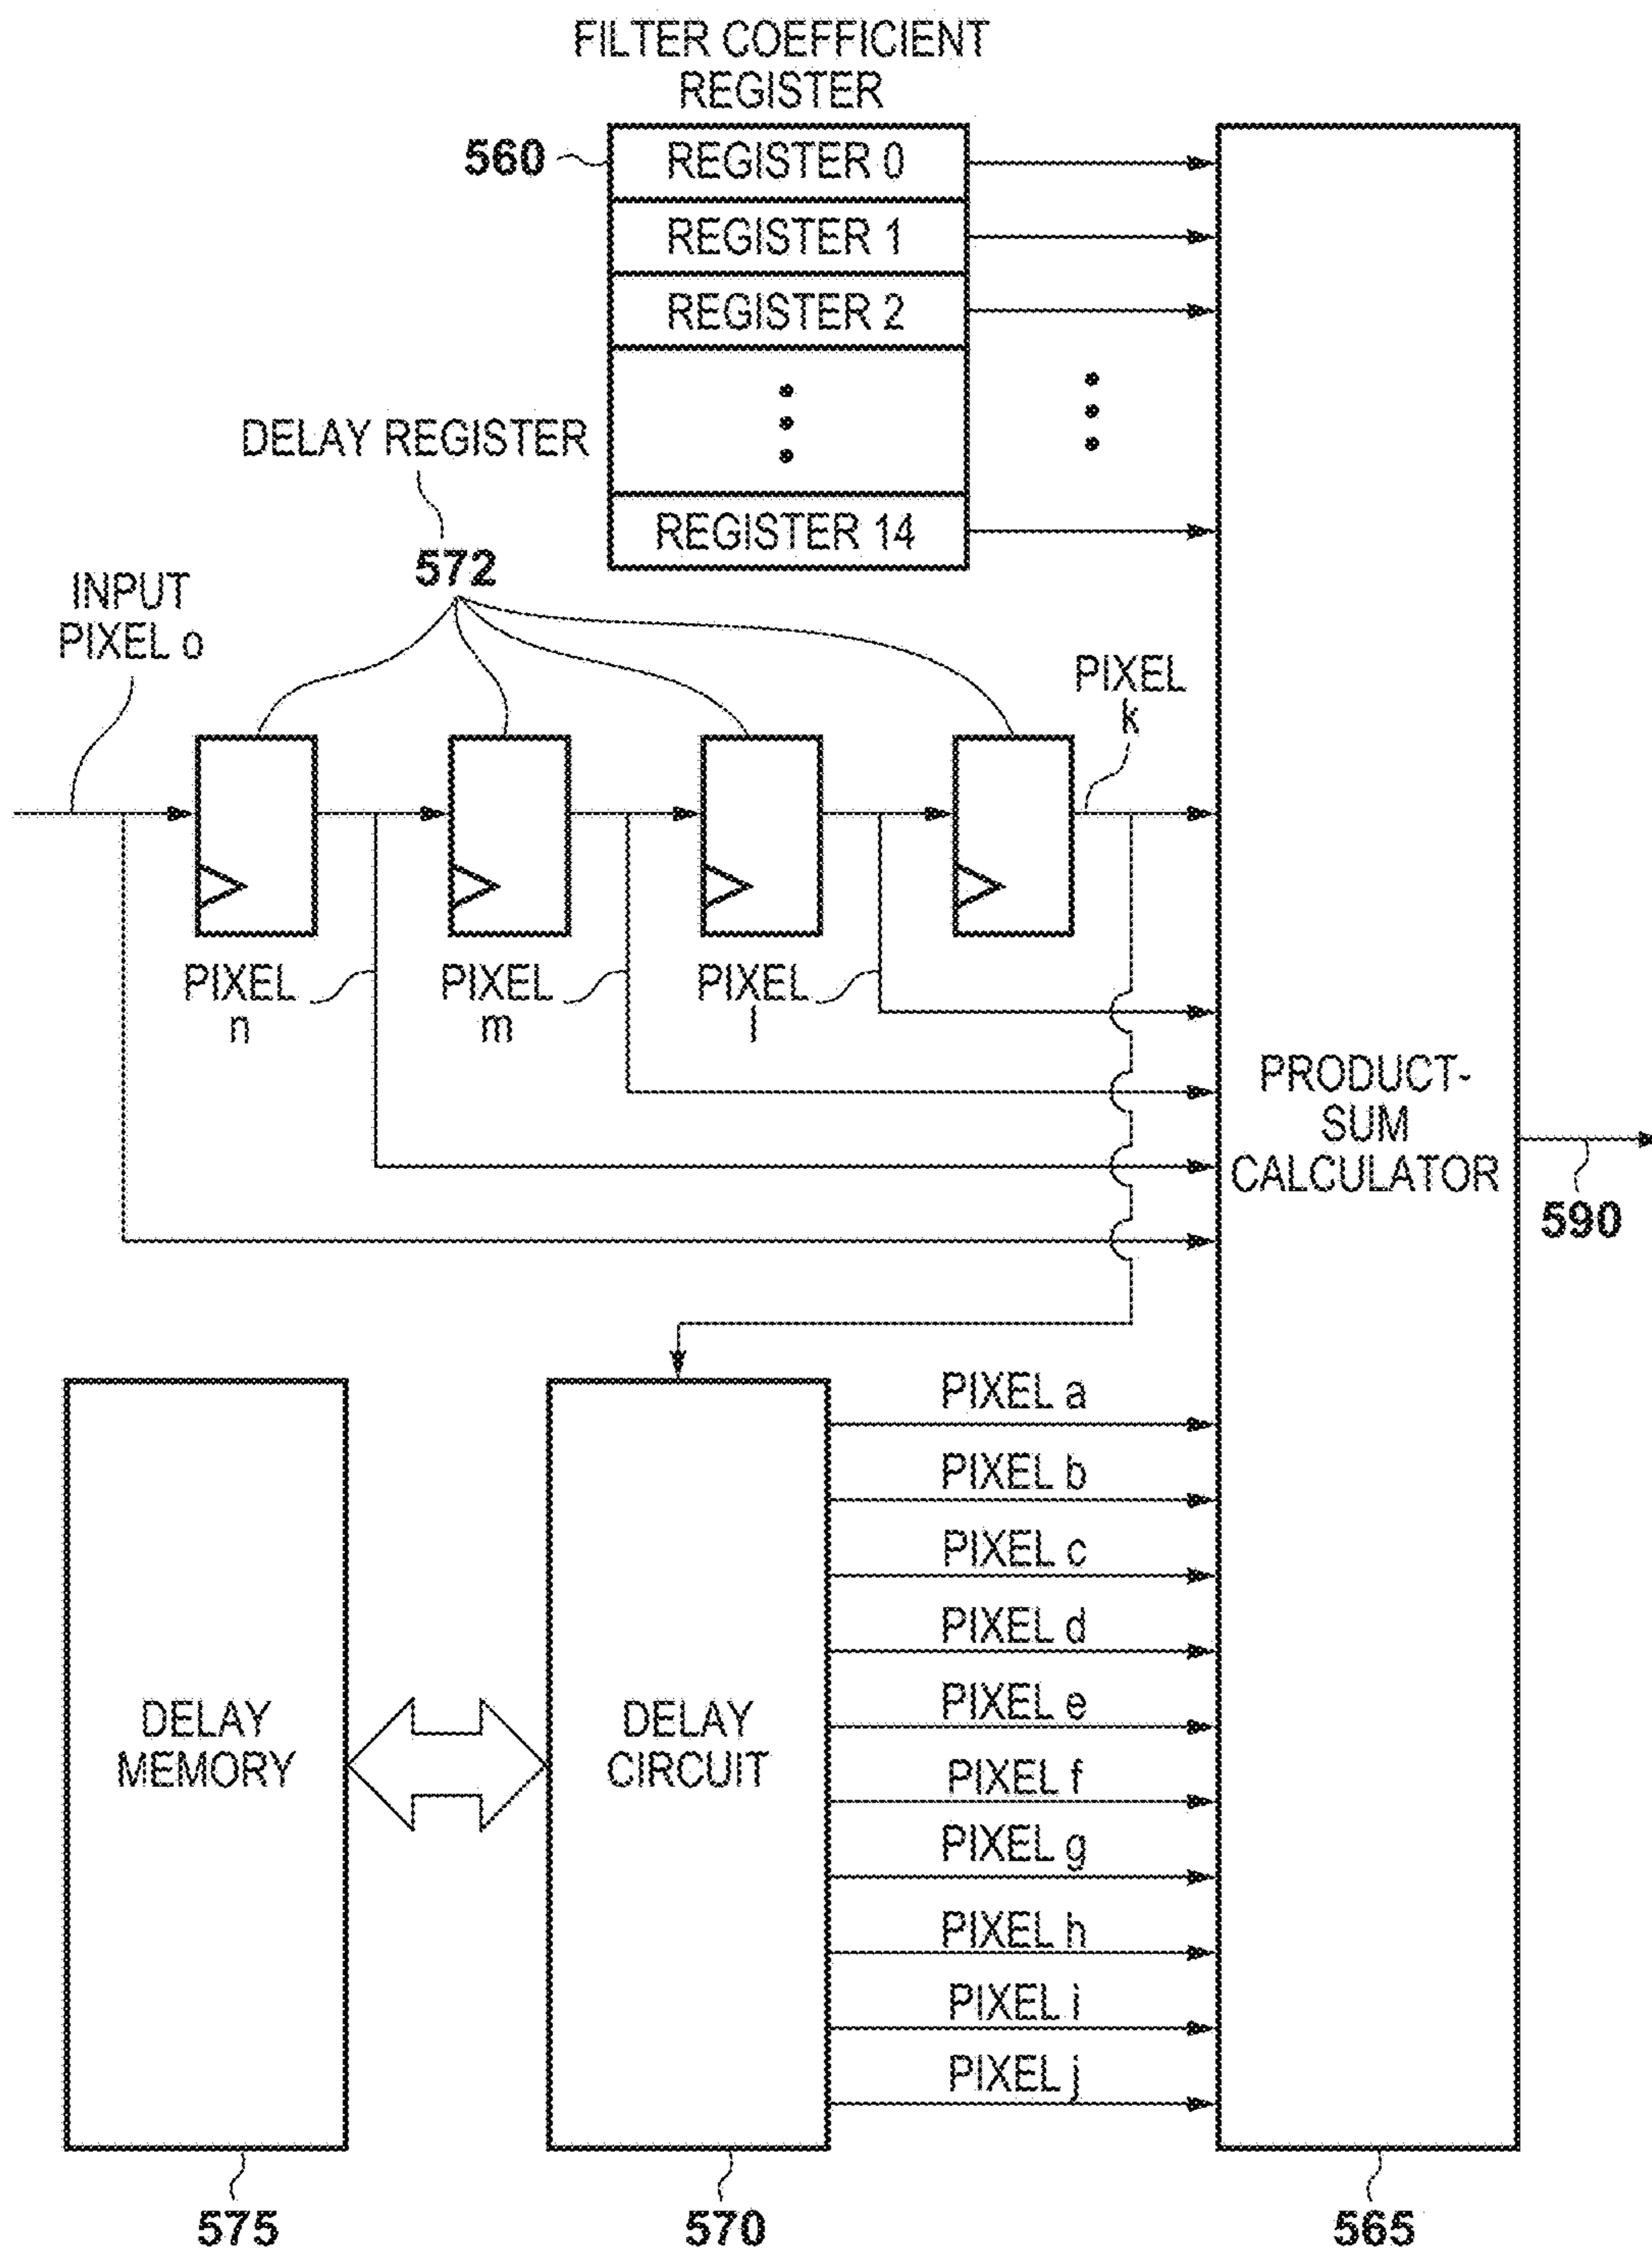 FILTER COEFFICIENT
REGISTER
560
REGISTER 0
REGISTER 1
REGISTER 2
REGISTER 14
DELAY REGISTER
572
INPUT
PIXEL o
PIXEL
k
PIXEL
n
PIXEL
m
PIXEL
l
PRODUCT-
SUM
CALCULATOR
590
DELAY
MEMORY
DELAY
CIRCUIT
PIXEL a
PIXEL b
PIXEL c
PIXEL d
PIXEL e
PIXEL f
PIXEL g
PIXEL h
PIXEL i
PIXEL j
575
570
565